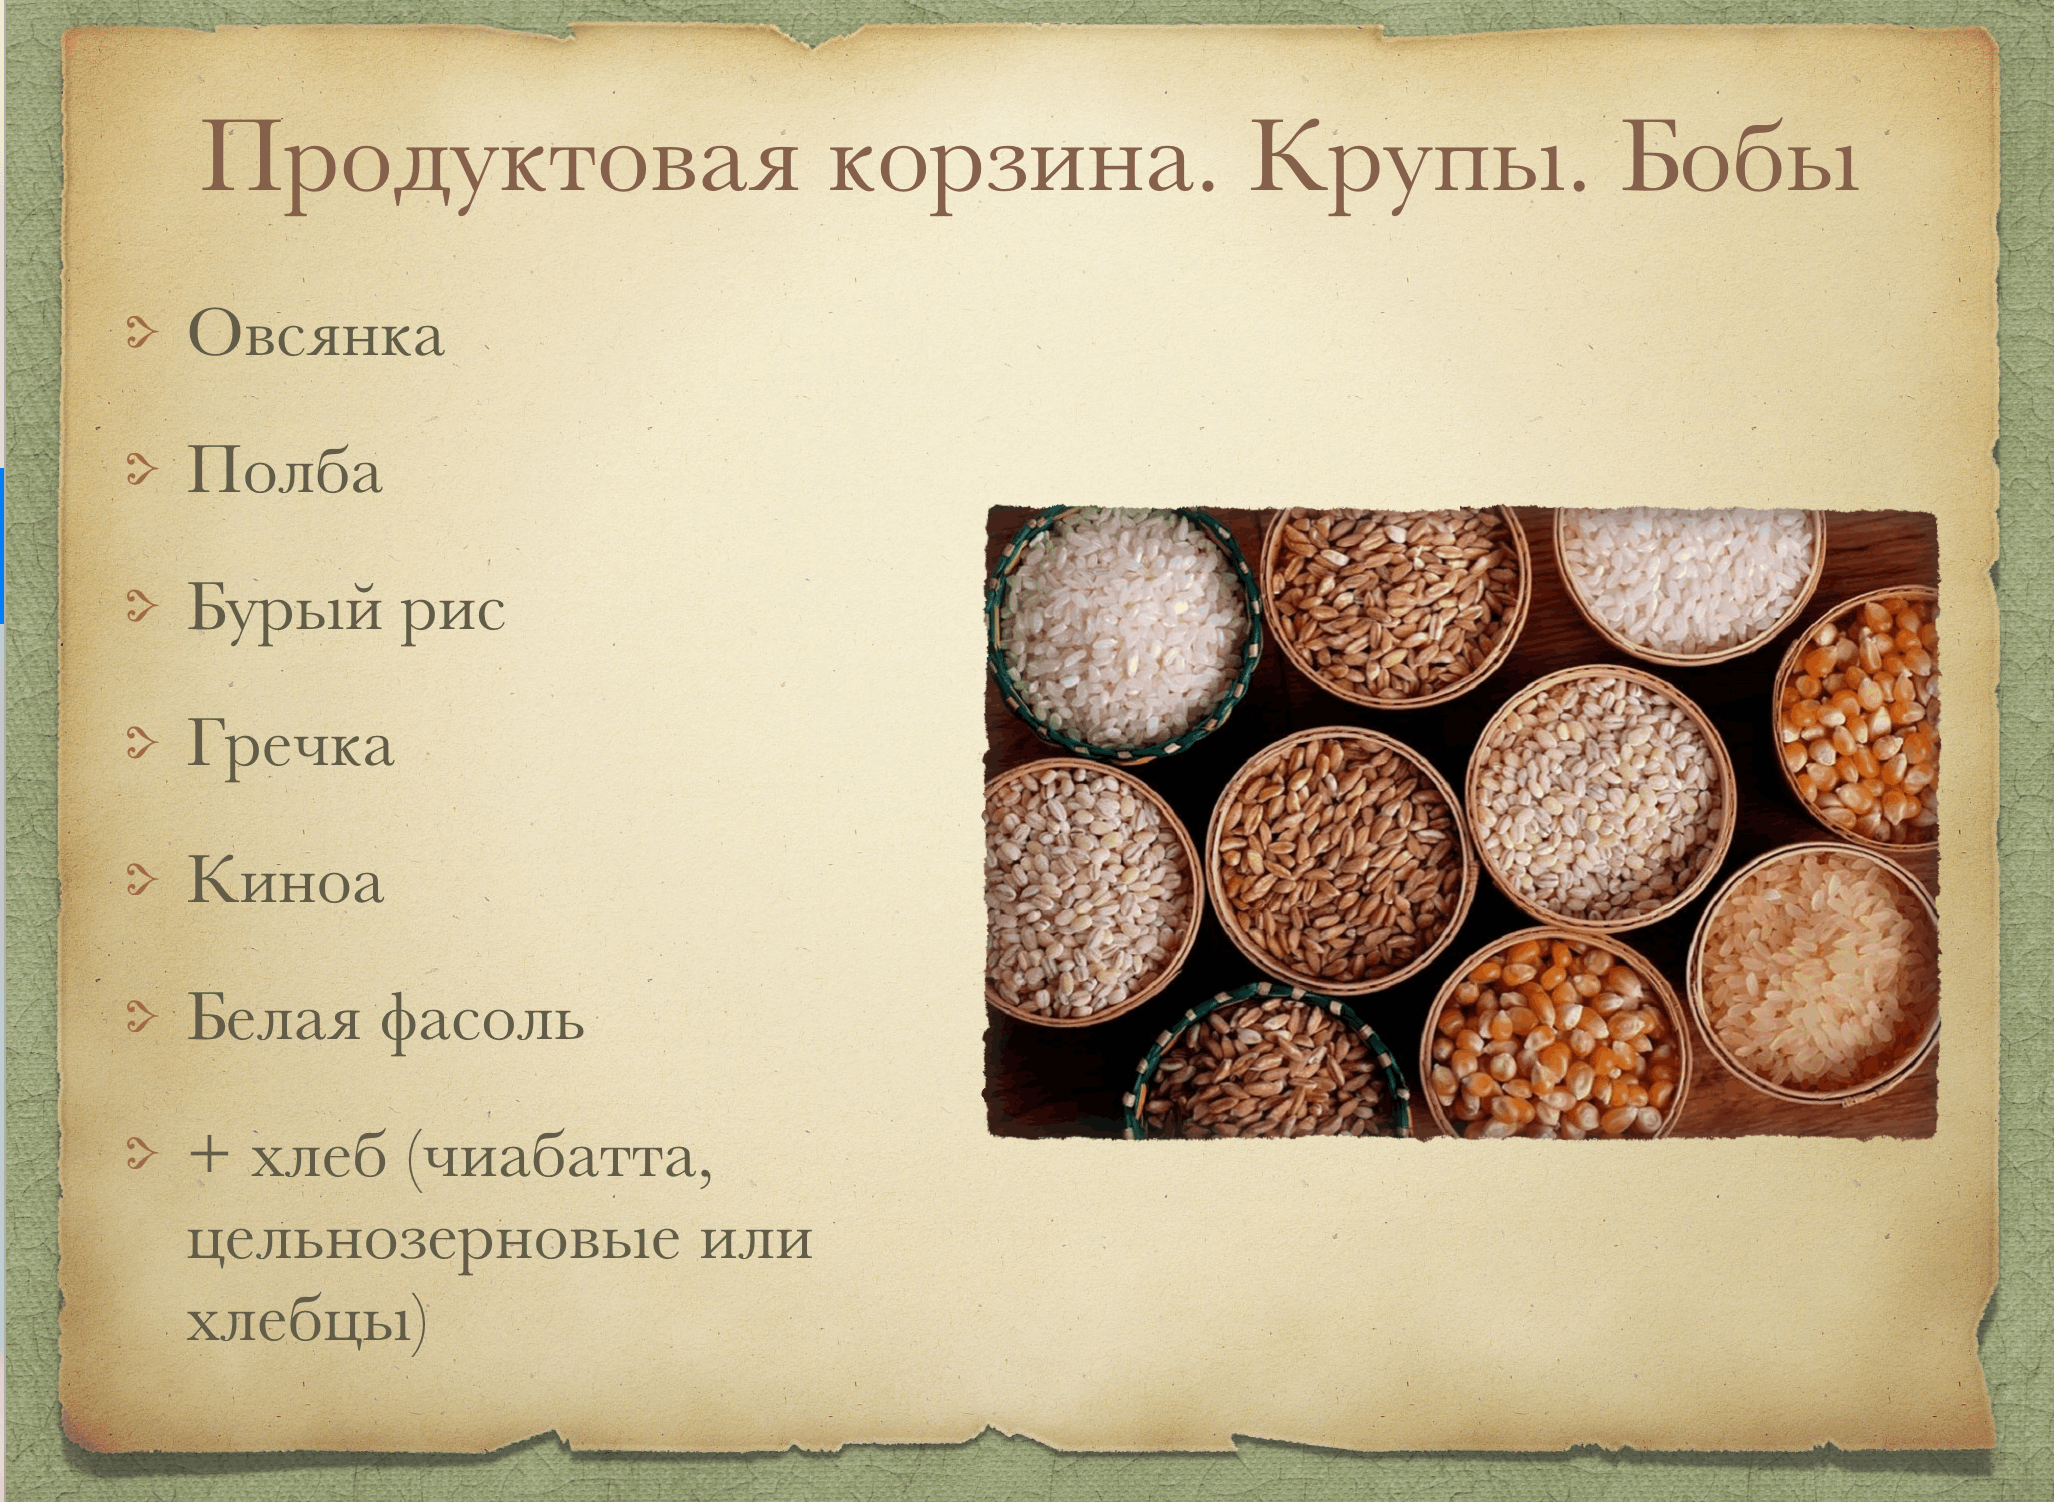 Продуктовая корзина. Крупы. Бобы
Овсянка
Полба
Бурый рис
Гречка
Киноа
Белая фасоль
+ хлеб (чиабатта,
цельнозерновые или
хлебцы)